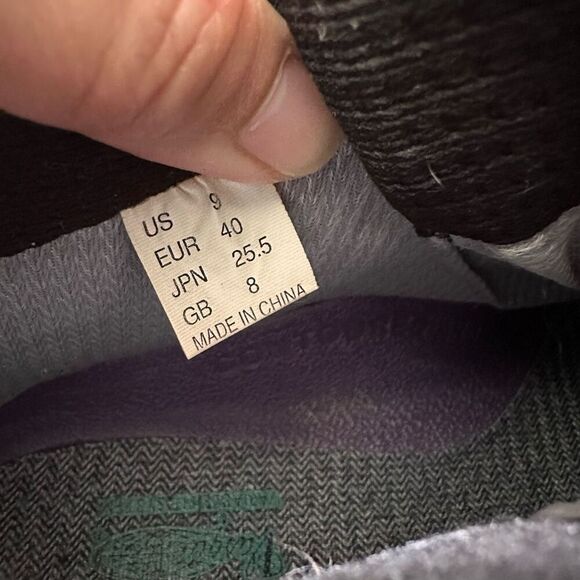 US 9
EUR 40
JPN 25.5
GB 8
MADE IN CHINA